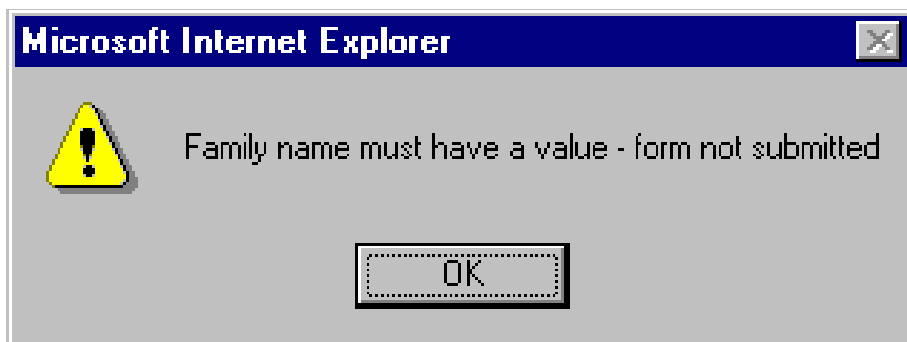 Microsoft Internet Explorer
Family name must have a value - form not submitted
OK